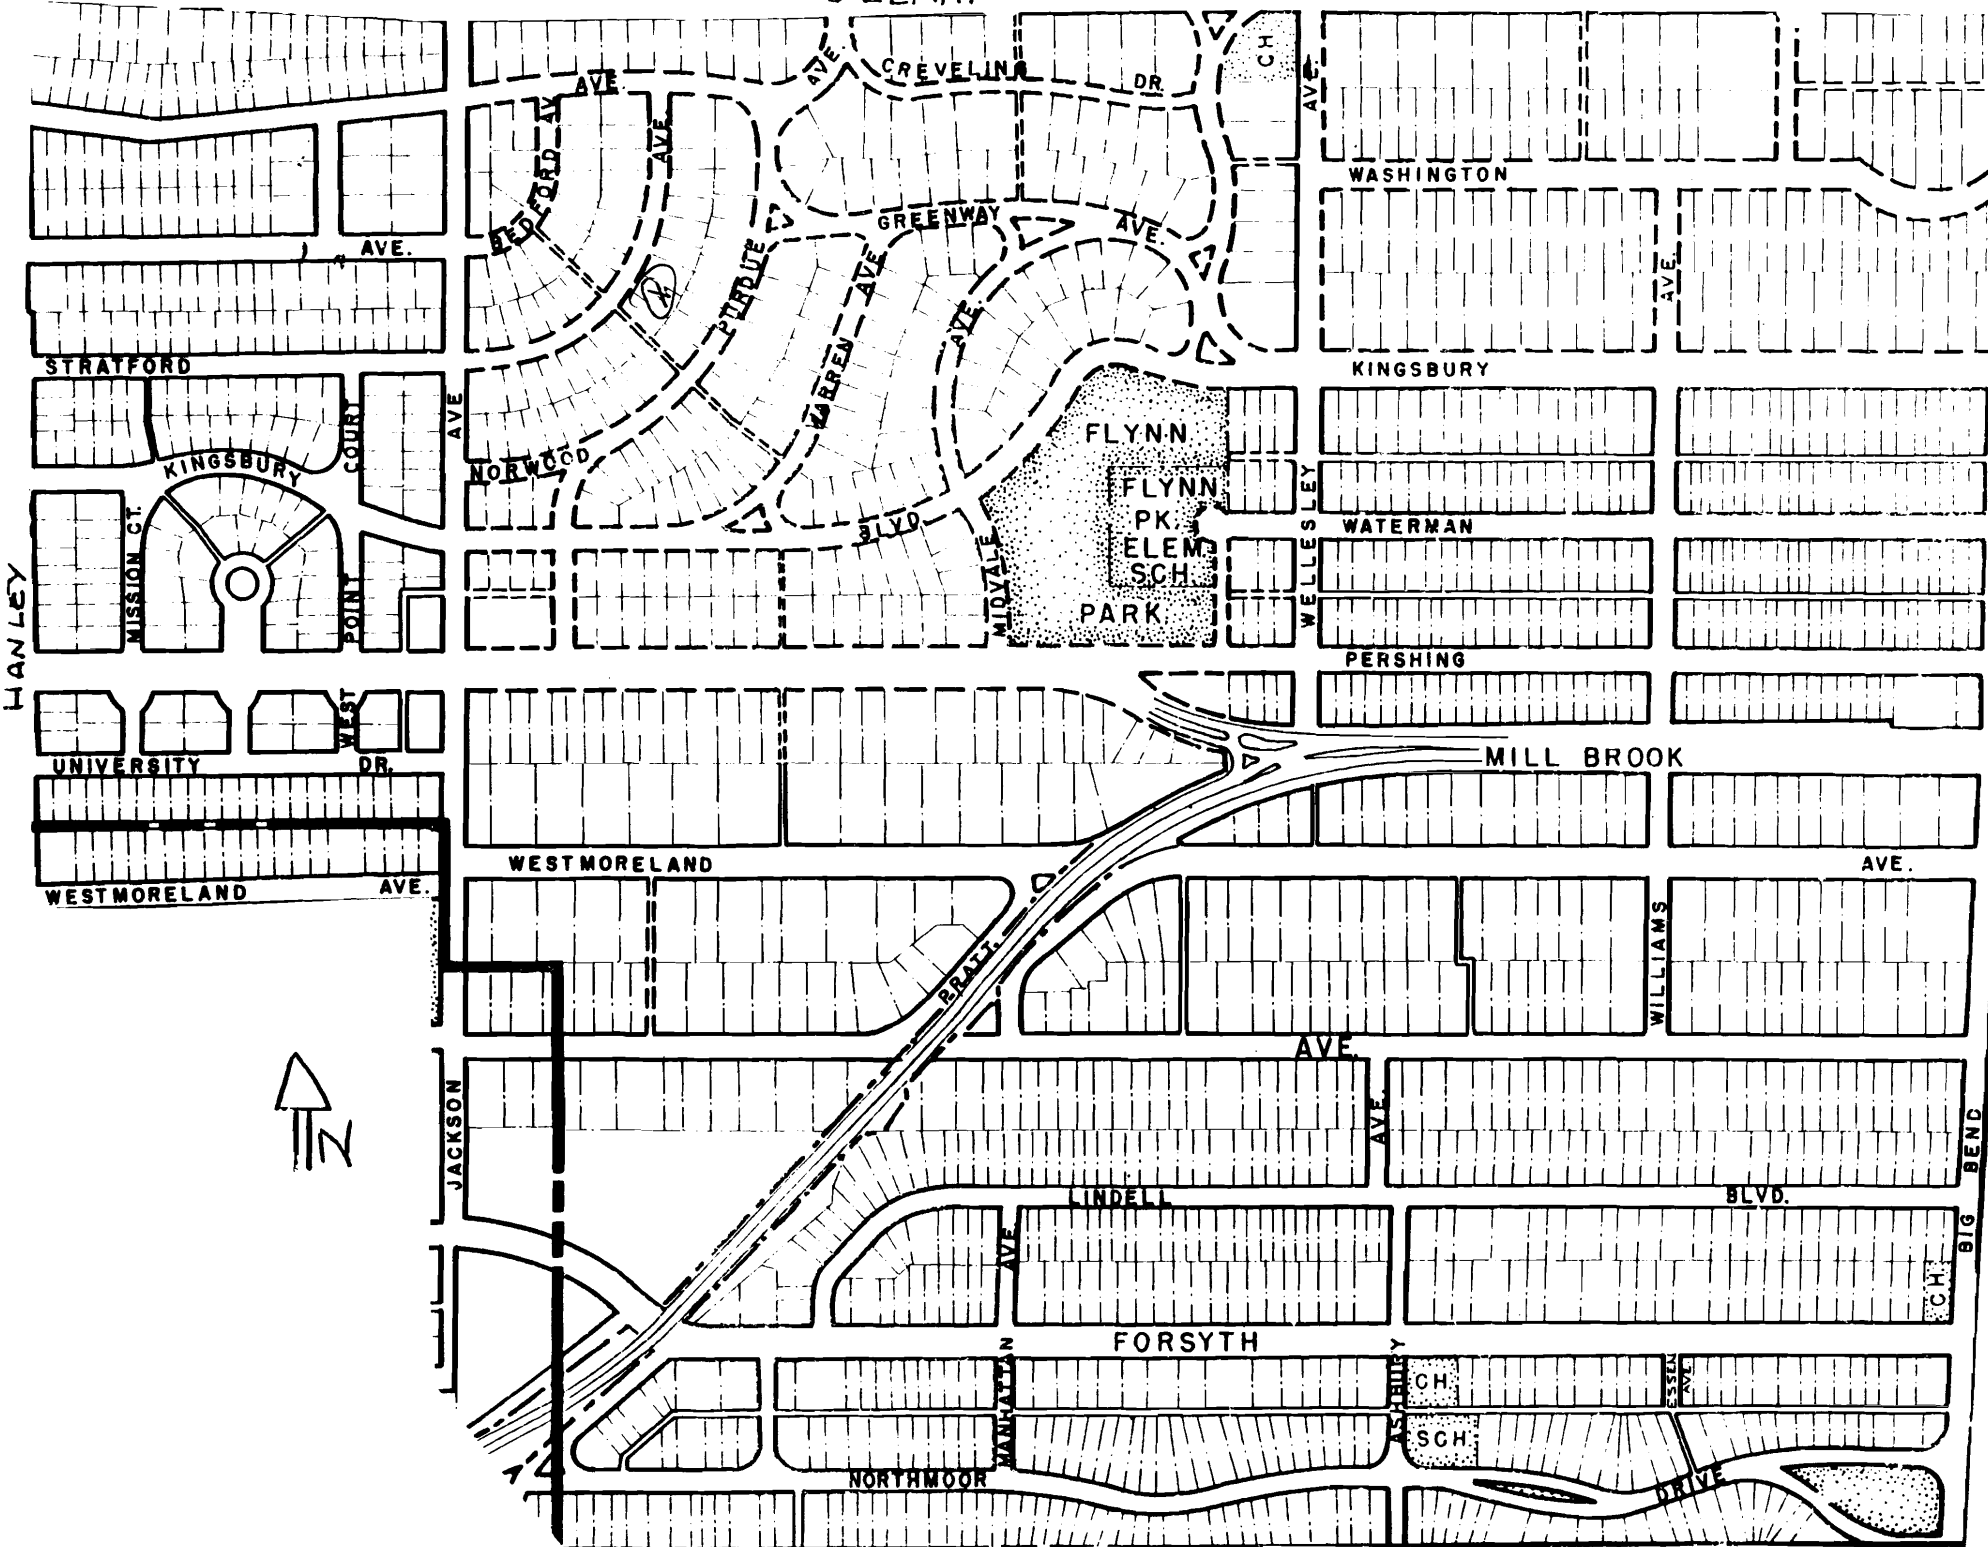 CREVELING
DR.
AVE.
AVE.
CH
AVE.
BEDFORD AV
AVE
WASHINGTON
GREENWAY
AVE.
AVE.
PURDUE
AVE
AVE.
AVE.
STRATFORD
KINGSBURY
WARREN
AVE
COURT
KINGSBURY
NORWOOD
FLYNN
FLYNN
PK.
ELEM
SCH.
PARK
BLVD.
MIDVALE
WELLESLEY
WATERMAN
MISSION CT.
HANLEY
WEST POINT
PERSHING
UNIVERSITY
DR.
MILL BROOK
WESTMORELAND
AVE.
WESTMORELAND
AVE.
WILLIAMS
PRATT
AVE.
N
JACKSON
AVE.
LINDELL
BLVD.
BIG BEND
AVE
CH
FORSYTH
MANHATTAN
ASHBURY
CH
ESSEX
AVE
SCH
NORTHMOOR
DRIVE